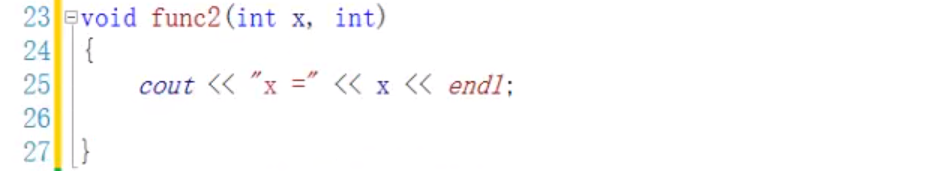 23 void func2(int x, int)
24 {
25 cout << "x =" << x << endl;
26
27 }